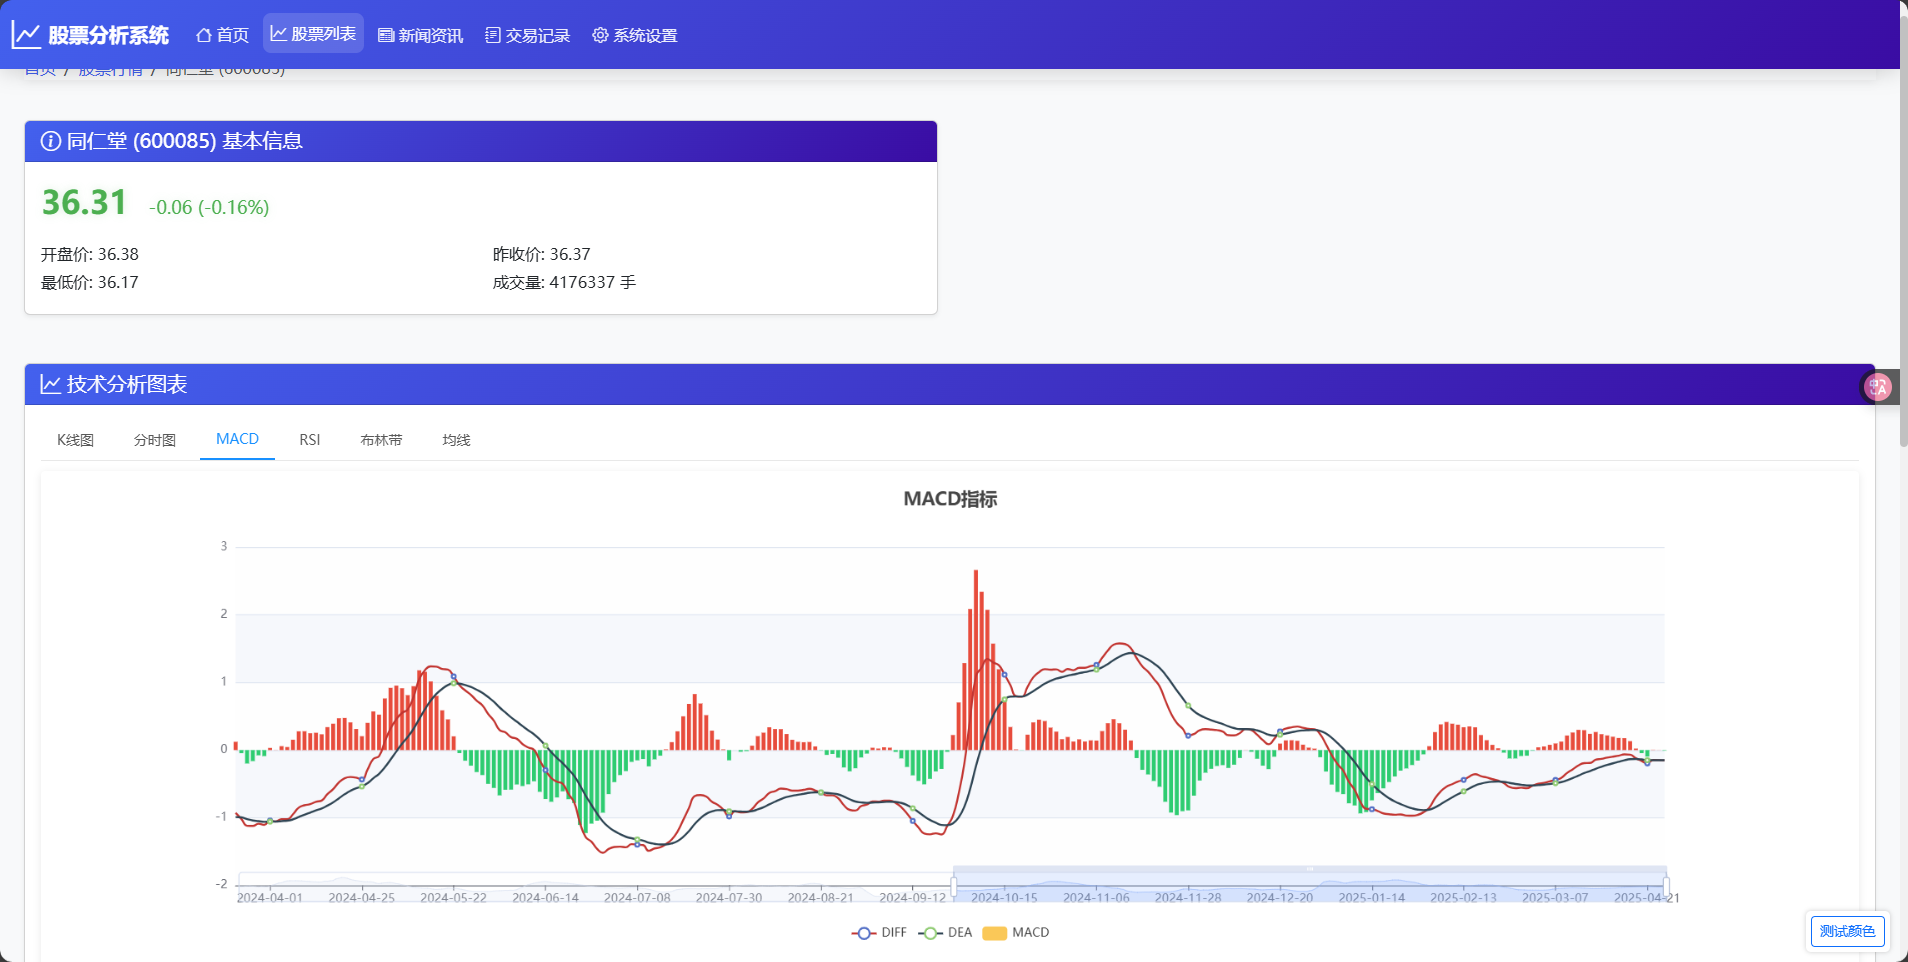 股票分析系统
首页
股票列表
新闻资讯
交易记录
系统设置
首页 / 股票行情 / 同仁堂 (600085)
同仁堂 (600085) 基本信息
36.31 -0.06 (-0.16%)
开盘价: 36.38
昨收价: 36.37
最低价: 36.17
成交量: 4176337 手
技术分析图表
K线图
分时图
MACD
RSI
布林带
均线
MACD指标
3
2
1
0
-1
-2
2024-04-01
2024-04-25
2024-05-22
2024-06-14
2024-07-08
2024-07-30
2024-08-21
2024-09-12
2024-10-15
2024-11-06
2024-11-28
2024-12-20
2025-01-14
2025-02-13
2025-03-07
2025-04-21
DIFF
DEA
MACD
测试颜色